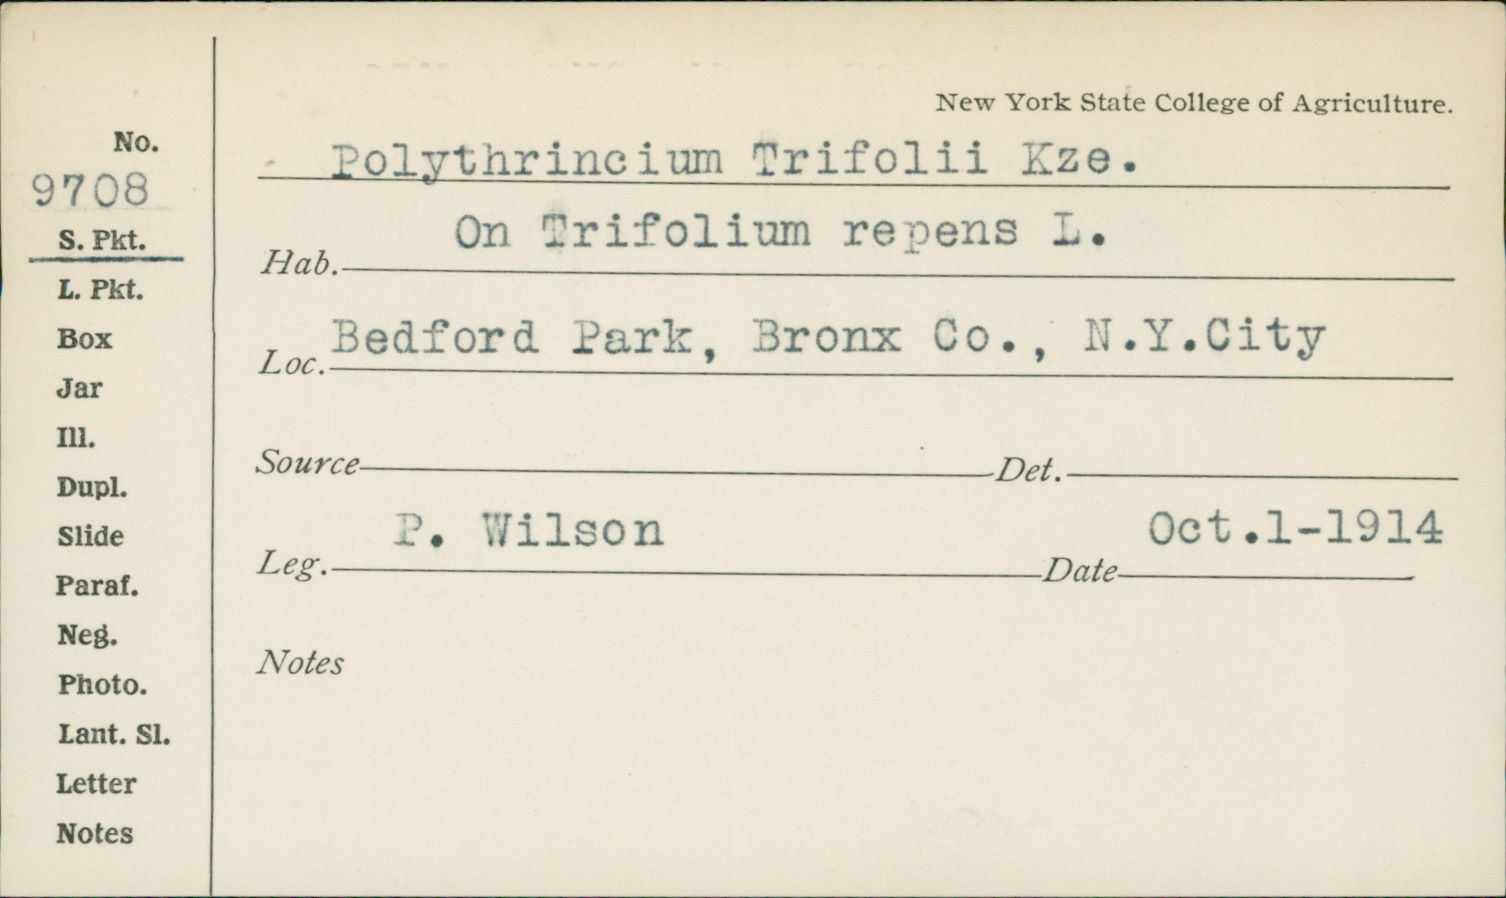 New York State College of Agriculture.
No.
9708
S. Pkt.
L. Pkt.
Box
Jar
Ill.
Dupl.
Slide
Paraf.
Neg.
Photo.
Lant. Sl.
Letter
Notes
Polythrincium Trifolii Kze.
Hab. On Trifolium repens L.
Loc. Bedford Park, Bronx Co., N.Y.City
Source Det.
Leg. P. Wilson Date Oct.1-1914
Notes